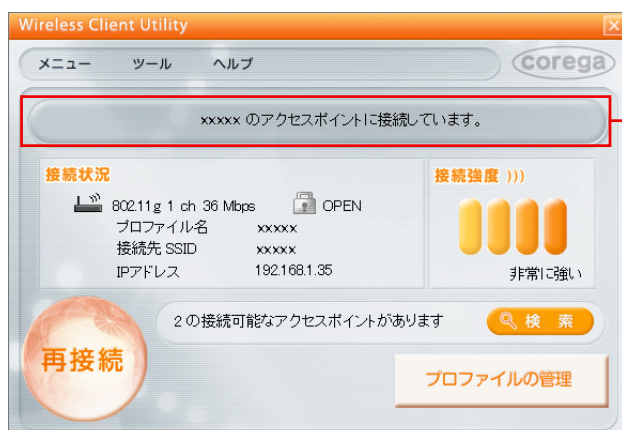 Wireless Client Utility
メニュー ツール ヘルプ corega
xxxxx のアクセスポイントに接続しています。
接続状況
接続強度 )))
802.11g 1 ch 36 Mbps OPEN
プロファイル名 xxxxx
接続先 SSID xxxxx
IPアドレス 192.168.1.35
非常に強い
2 の接続可能なアクセスポイントがあります 検 索
再接続
プロファイルの管理